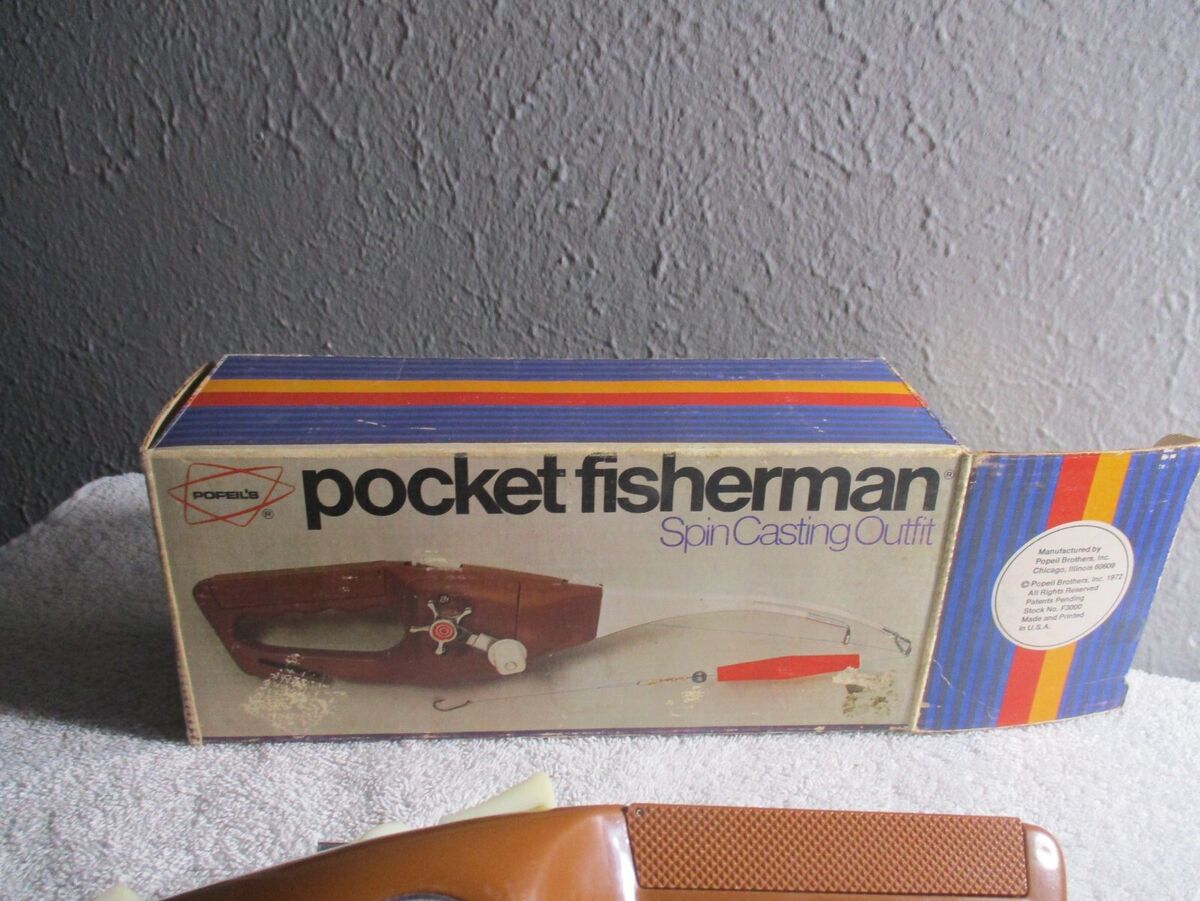 POPEIL'S
®
pocket fisherman®
Spin Casting Outfit
Manufactured by
Popeil Brothers, Inc.
Chicago, Illinois 60608
© Popeil Brothers, Inc. 1972
All Rights Reserved
Patents Pending
Stock No. F3000
Made and Printed
in U.S.A.